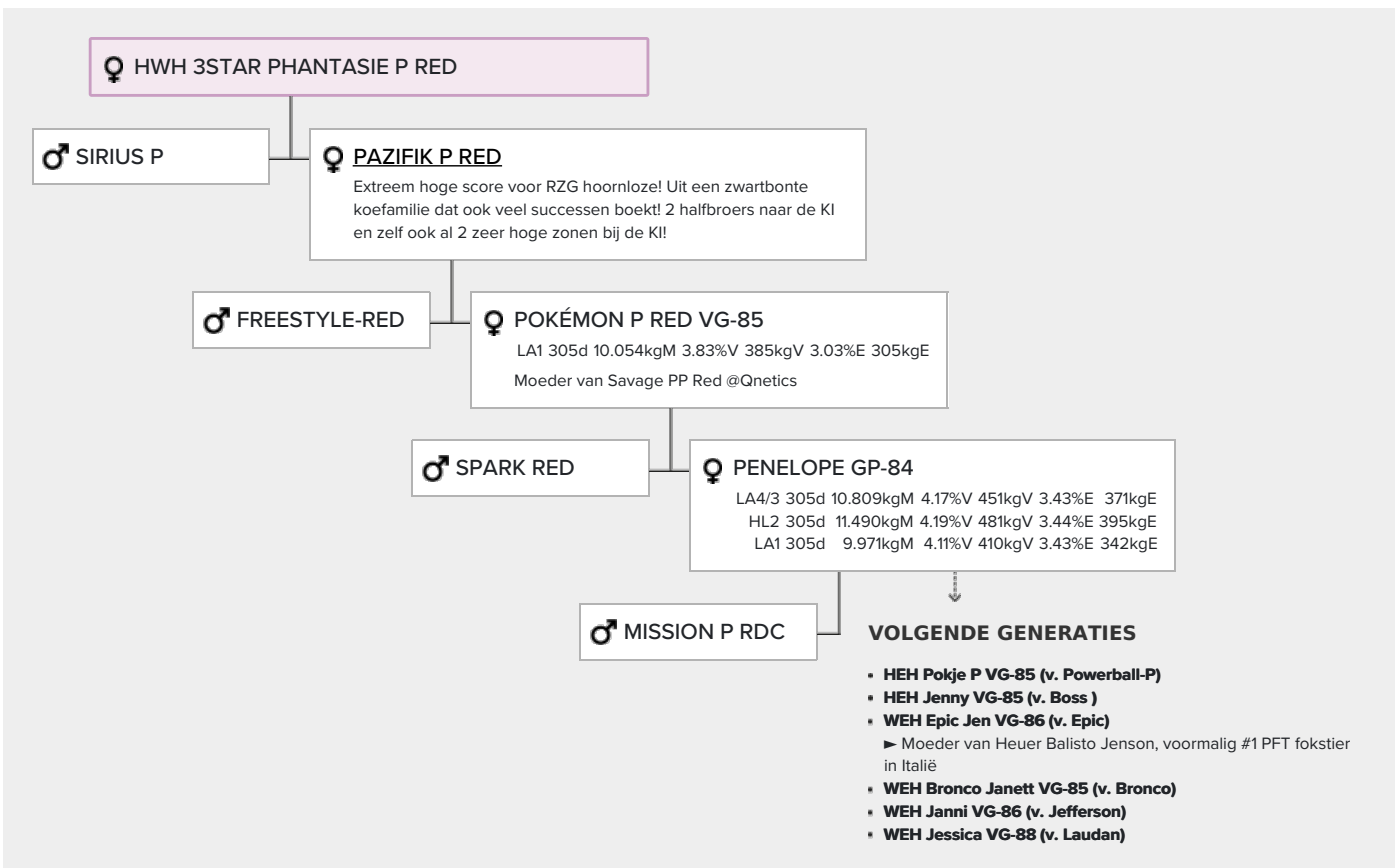 HWH 3STAR PHANTASIE P RED
SIRIUS P
PAZIFIK P RED
Extreem hoge score voor RZG hoornloze! Uit een zwartbonte
koefamilie dat ook veel successen boekt! 2 halfbroers naar de KI
en zelf ook al 2 zeer hoge zonen bij de KI!
FREESTYLE-RED
POKÉMON P RED VG-85
LA1 305d 10.054kgM 3.83%V 385kgV 3.03%E 305kgE
Moeder van Savage PP Red @Qnetics
SPARK RED
PENELOPE GP-84
LA4/3 305d 10.809kgM 4.17%V 451kgV 3.43%E 371kgE
HL2 305d 11.490kgM 4.19%V 481kgV 3.44%E 395kgE
LA1 305d 9.971kgM 4.11%V 410kgV 3.43%E 342kgE
MISSION P RDC
VOLGENDE GENERATIES
▪ HEH Pokje P VG-85 (v. Powerball-P)
▪ HEH Jenny VG-85 (v. Boss )
▪ WEH Epic Jen VG-86 (v. Epic)
► Moeder van Heuer Balisto Jenson, voormalig #1 PFT fokstier
in Italië
▪ WEH Bronco Janett VG-85 (v. Bronco)
▪ WEH Janni VG-86 (v. Jefferson)
▪ WEH Jessica VG-88 (v. Laudan)